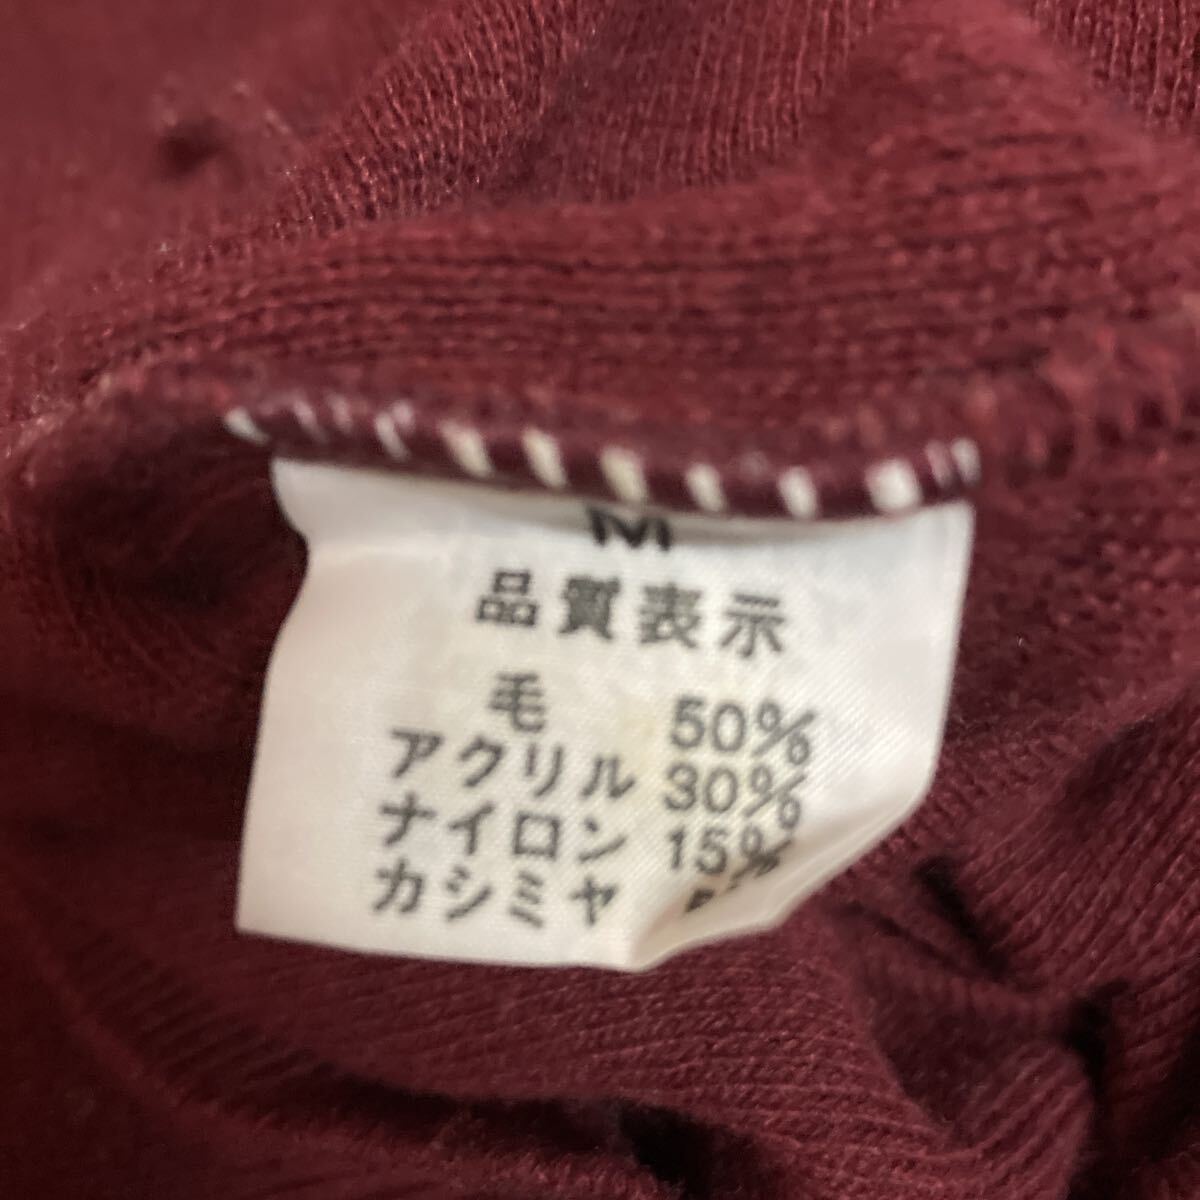 M
品質表示
毛 50%
アクリル 30%
ナイロン 15%
カシミヤ